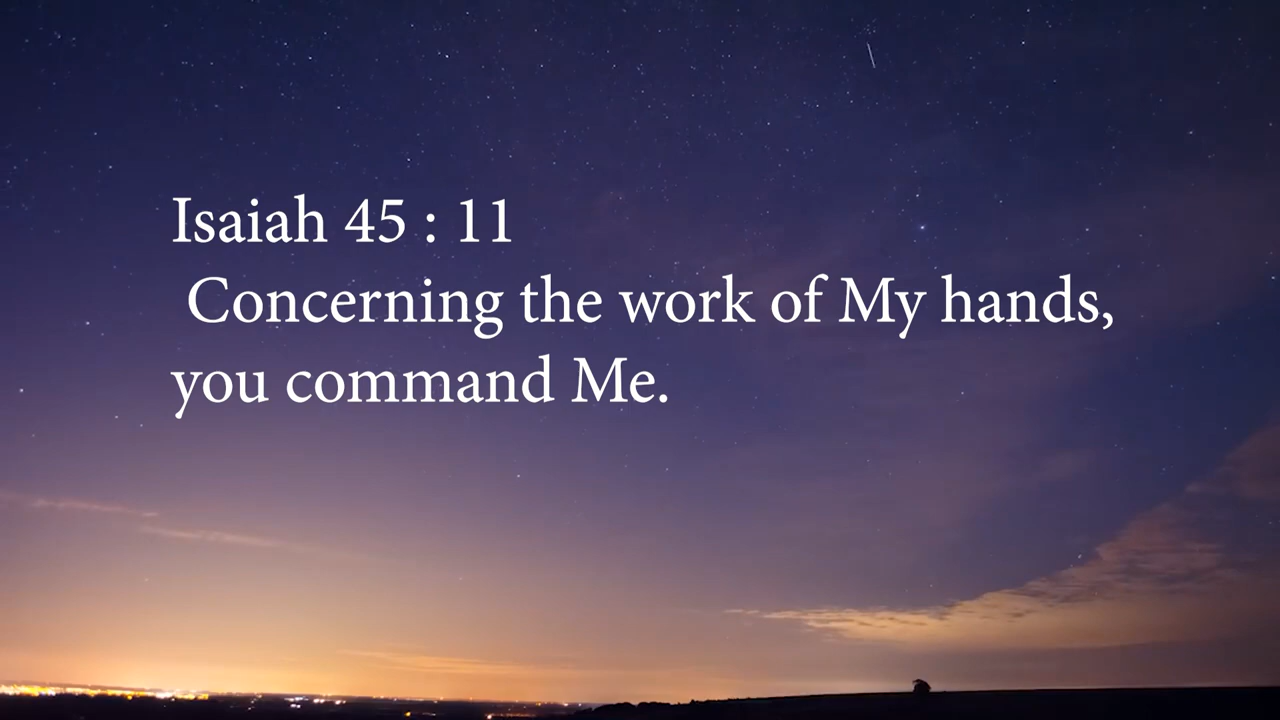 Isaiah 45 : 11
Concerning the work of My hands,
you command Me.